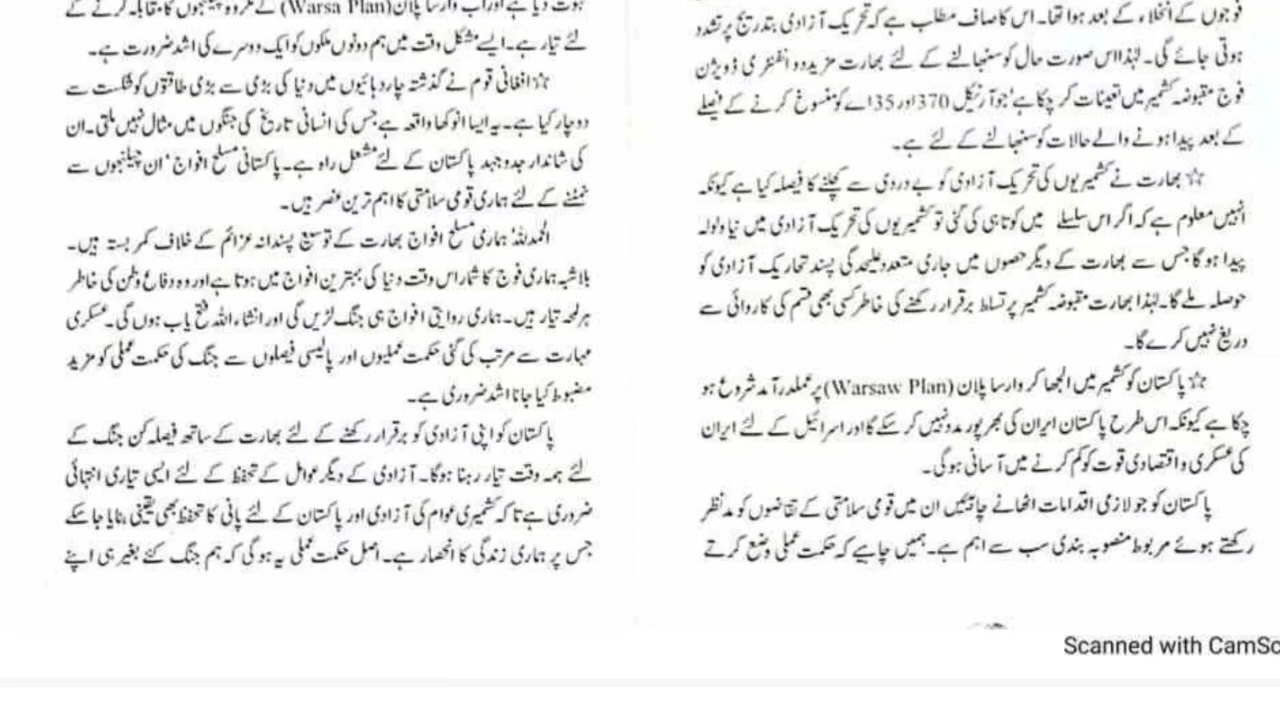 فوجوں کے انخلاء کے بعد ہوا تھا۔ اس کا صاف مطلب ہے کہ تحریک آزادی بتدریج پرتشدد
ہوتی جائے گی۔ لہٰذا اس صورت حال کو سنبھالنے کے لئے بھارت مزید دو انفنٹری ڈویژن
فوج مقبوضہ کشمیر میں تعینات کر چکا ہے' جو آرٹیکل 370 اور 35 اے کو منسوخ کرنے کے فیصلے
کے بعد پیدا ہونے والے حالات کو سنبھالنے کے لئے ہے۔
☆ بھارت نے کشمیریوں کی تحریک آزادی کو بے دردی سے کچلنے کا فیصلہ کیا ہے کیونکہ
انہیں معلوم ہے کہ اگر اس سلسلے میں کوتاہی کی گئی تو کشمیریوں کی تحریک آزادی میں نیا ولولہ
پیدا ہو گا جس سے بھارت کے دیگر حصوں میں جاری متعدد علیحدگی پسند تحاریک آزادی کو
حوصلہ ملے گا۔ لہٰذا بھارت مقبوضہ کشمیر پر تسلط برقرار رکھنے کی خاطر کسی بھی قسم کی کاروائی سے
دریغ نہیں کرے گا۔
☆ پاکستان کو کشمیر میں الجھا کر وارسا پلان (Warsaw Plan) پر عملدرآمد شروع ہو
چکا ہے کیونکہ اس طرح پاکستان ایران کی بھرپور مدد نہیں کر سکے گا اور اسرائیل کے لئے ایران
کی عسکری و اقتصادی قوت کو کم کرنے میں آسانی ہو گی۔
پاکستان کو جو لازمی اقدامات اٹھانے چاہئیں ان میں قومی سلامتی کے تقاضوں کو مدنظر
رکھتے ہوئے مربوط منصوبہ بندی سب سے اہم ہے۔ ہمیں چاہیے کہ حکمت عملی وضع کرتے
ثبوت دیا ہے اور اب وارسا پلان (Warsa Plan) کے چیلنجوں کا مقابلہ کرنے کے
لئے تیار ہے۔ ایسے مشکل وقت میں ہم دونوں ملکوں کو ایک دوسرے کی اشد ضرورت ہے۔
☆ افغانی قوم نے گذشتہ چار دہائیوں میں دنیا کی بڑی سے بڑی طاقتوں کو شکست سے
دوچار کیا ہے۔ یہ ایسا انوکھا واقعہ ہے جس کی انسانی تاریخ کی جنگوں میں مثال نہیں ملتی۔ ان
کی شاندار جدوجہد پاکستان کے لئے مشعل راہ ہے۔ پاکستانی مسلح افواج' ان چیلنجوں سے
نمٹنے کے لئے ہماری قومی سلامتی کا اہم ترین عنصر ہیں۔
الحمدللہ' ہماری مسلح افواج بھارت کے توسیع پسندانہ عزائم کے خلاف کمر بستہ ہیں۔
بلاشبہ ہماری فوج کا شمار اس وقت دنیا کی بہترین افواج میں ہوتا ہے اور وہ دفاع وطن کی خاطر
ہر لمحہ تیار ہیں۔ ہماری روایتی افواج ہی جنگ لڑیں گی اور انشاء اللہ فتح یاب ہوں گی۔ عسکری
مہارت سے مرتب کی گئی حکمت عملیوں اور پالیسی فیصلوں سے جنگ کی حکمت عملی کو مزید
مضبوط کیا جانا اشد ضروری ہے۔
پاکستان کو اپنی آزادی کو برقرار رکھنے کے لئے بھارت کے ساتھ فیصلہ کن جنگ کے
لئے ہمہ وقت تیار رہنا ہوگا۔ آزادی کے دیگر عوامل کے تحفظ کے لئے ایسی تیاری انتہائی
ضروری ہے تاکہ کشمیری عوام کی آزادی اور پاکستان کے لئے پانی کا تحفظ بھی یقینی بنایا جا سکے
جس پر ہماری زندگی کا انحصار ہے۔ اصل حکمت عملی یہ ہو گی کہ ہم جنگ کئے بغیر ہی اپنے
Scanned with CamSc